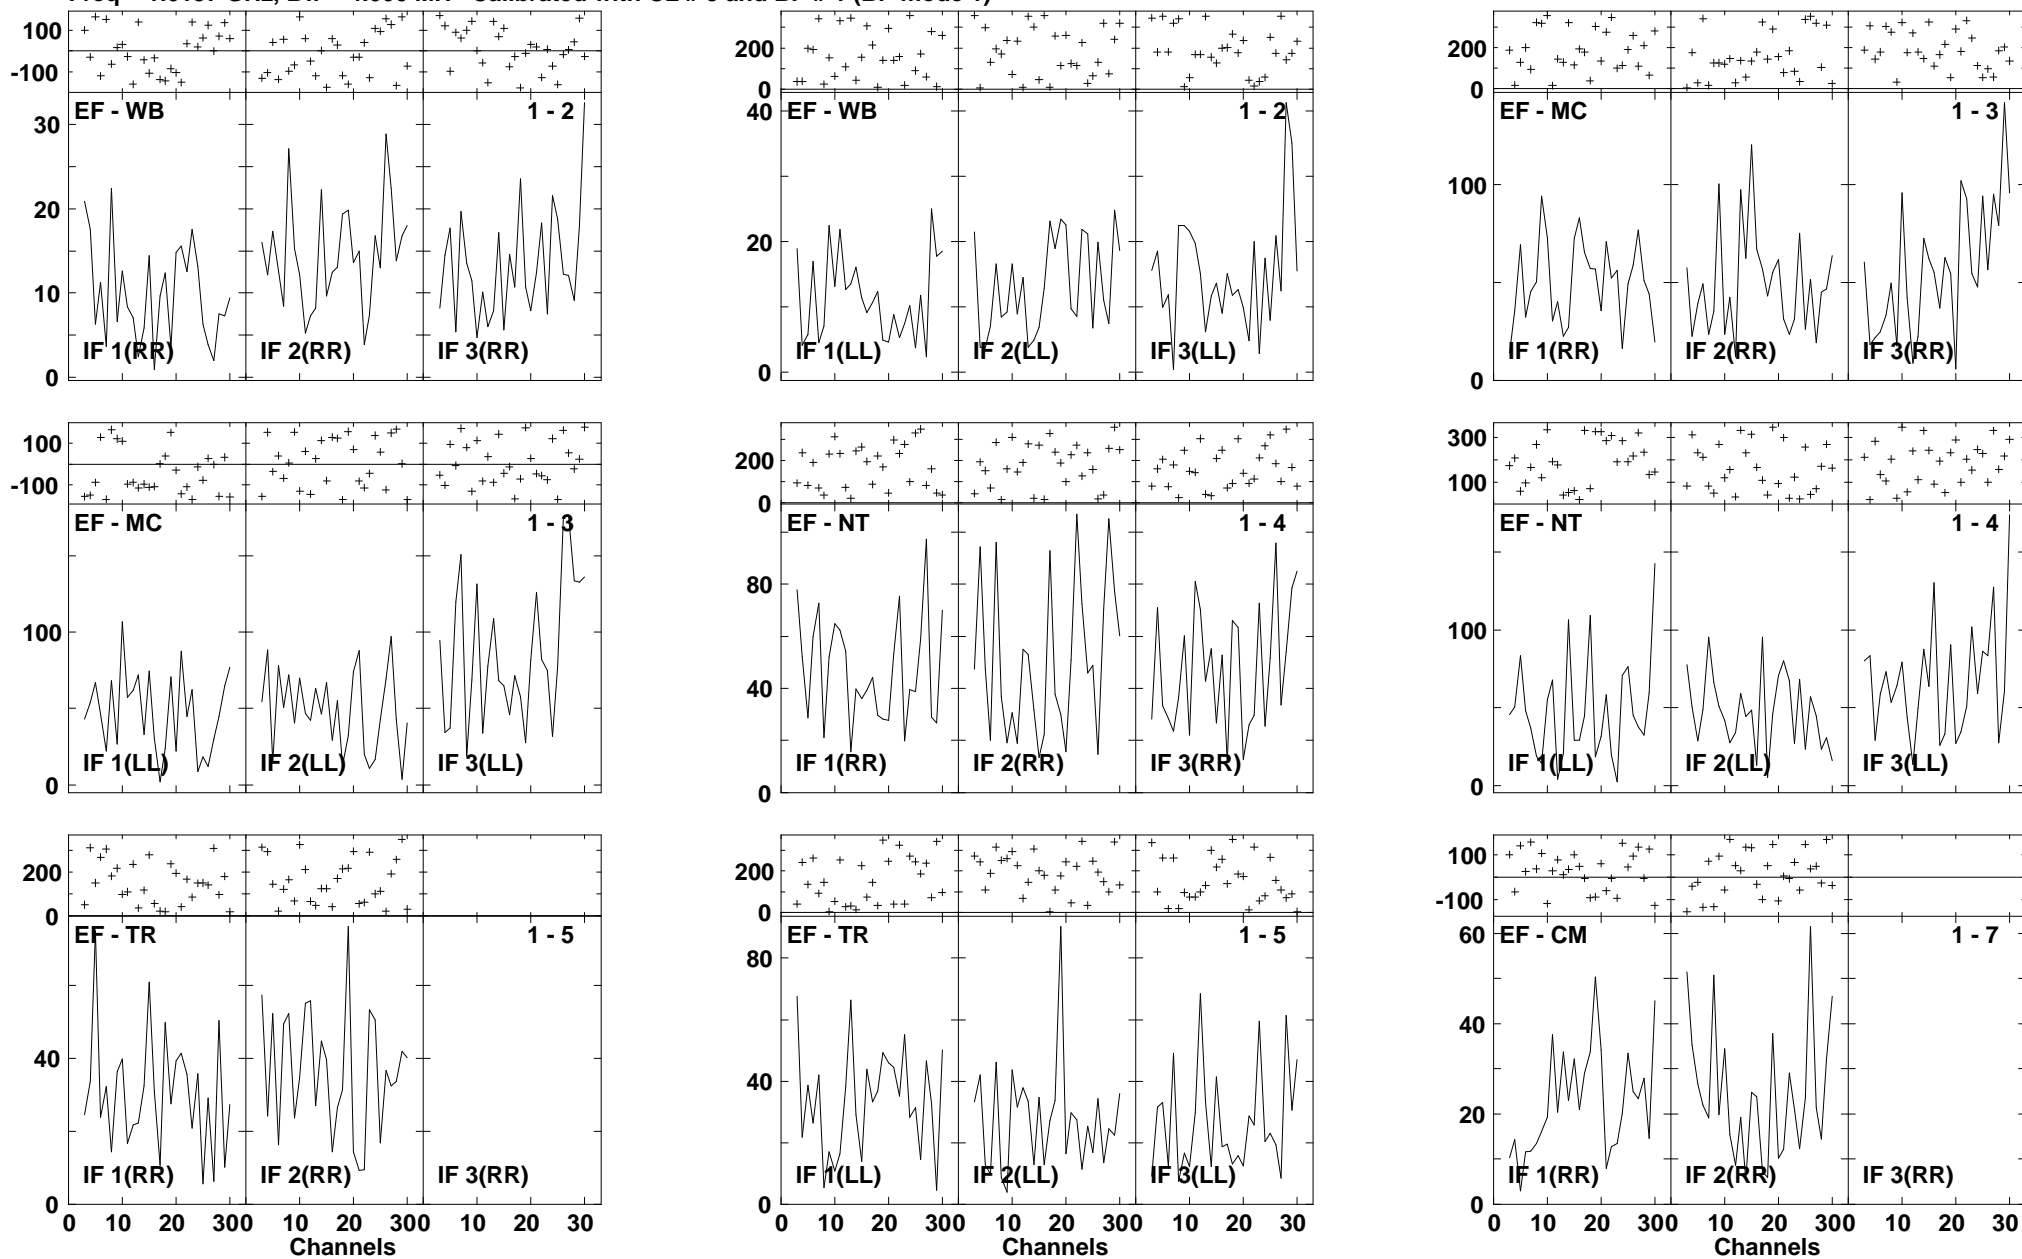 100
-100
EF - WB 1 - 2
30
20
10
0
IF 1(RR) IF 2(RR) IF 3(RR)
200
0
EF - WB 1 - 2
40
20
0
IF 1(LL) IF 2(LL) IF 3(LL)
200
0
EF - MC 1 - 3
100
0
IF 1(RR) IF 2(RR) IF 3(RR)
100
-100
EF - MC 1 - 3
100
0
IF 1(LL) IF 2(LL) IF 3(LL)
200
0
EF - NT 1 - 4
80
40
0
IF 1(RR) IF 2(RR) IF 3(RR)
300
100
EF - NT 1 - 4
100
0
IF 1(LL) IF 2(LL) IF 3(LL)
200
0
EF - TR 1 - 5
40
0
IF 1(RR) IF 2(RR) IF 3(RR)
0 10 20 30 0 10 20 30 0 10 20 30
Channels
200
0
EF - TR 1 - 5
80
40
0
IF 1(LL) IF 2(LL) IF 3(LL)
0 10 20 30 0 10 20 30 0 10 20 30
Channels
100
-100
EF - CM 1 - 7
60
40
20
0
IF 1(RR) IF 2(RR) IF 3(RR)
0 10 20 30 0 10 20 30 0 10 20 30
Channels